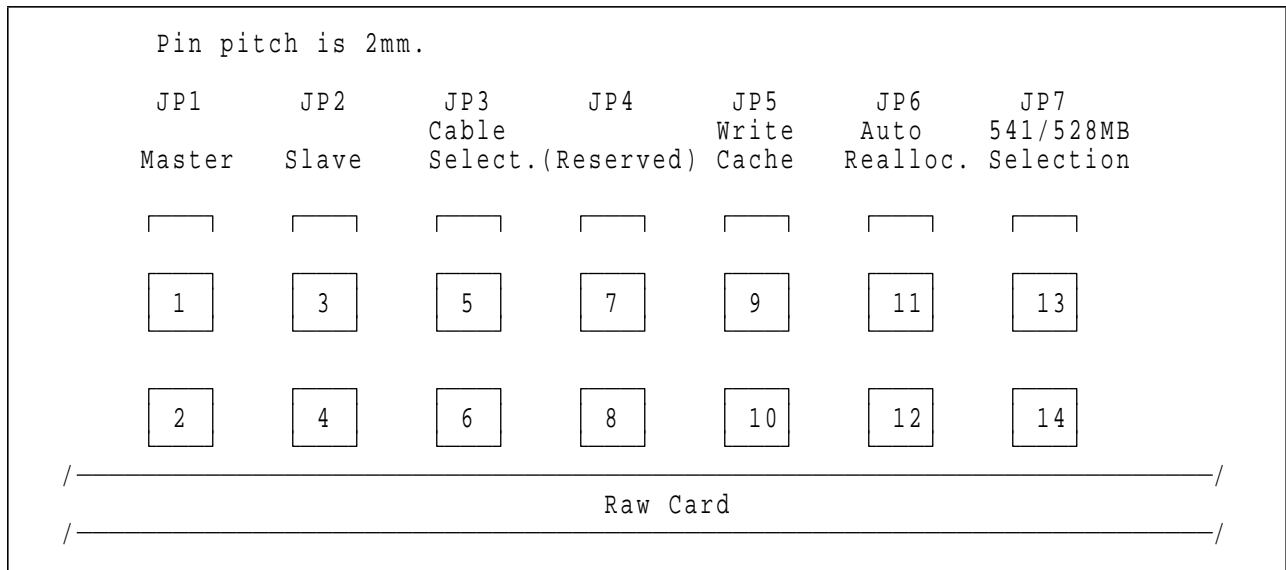 Pin pitch is 2mm.
JP1 JP2 JP3 JP4 JP5 JP6 JP7
Cable Write Auto 541/528MB
Master Slave Select.(Reserved) Cache Realloc. Selection
1 3 5 7 9 11 13
2 4 6 8 10 12 14
Raw Card